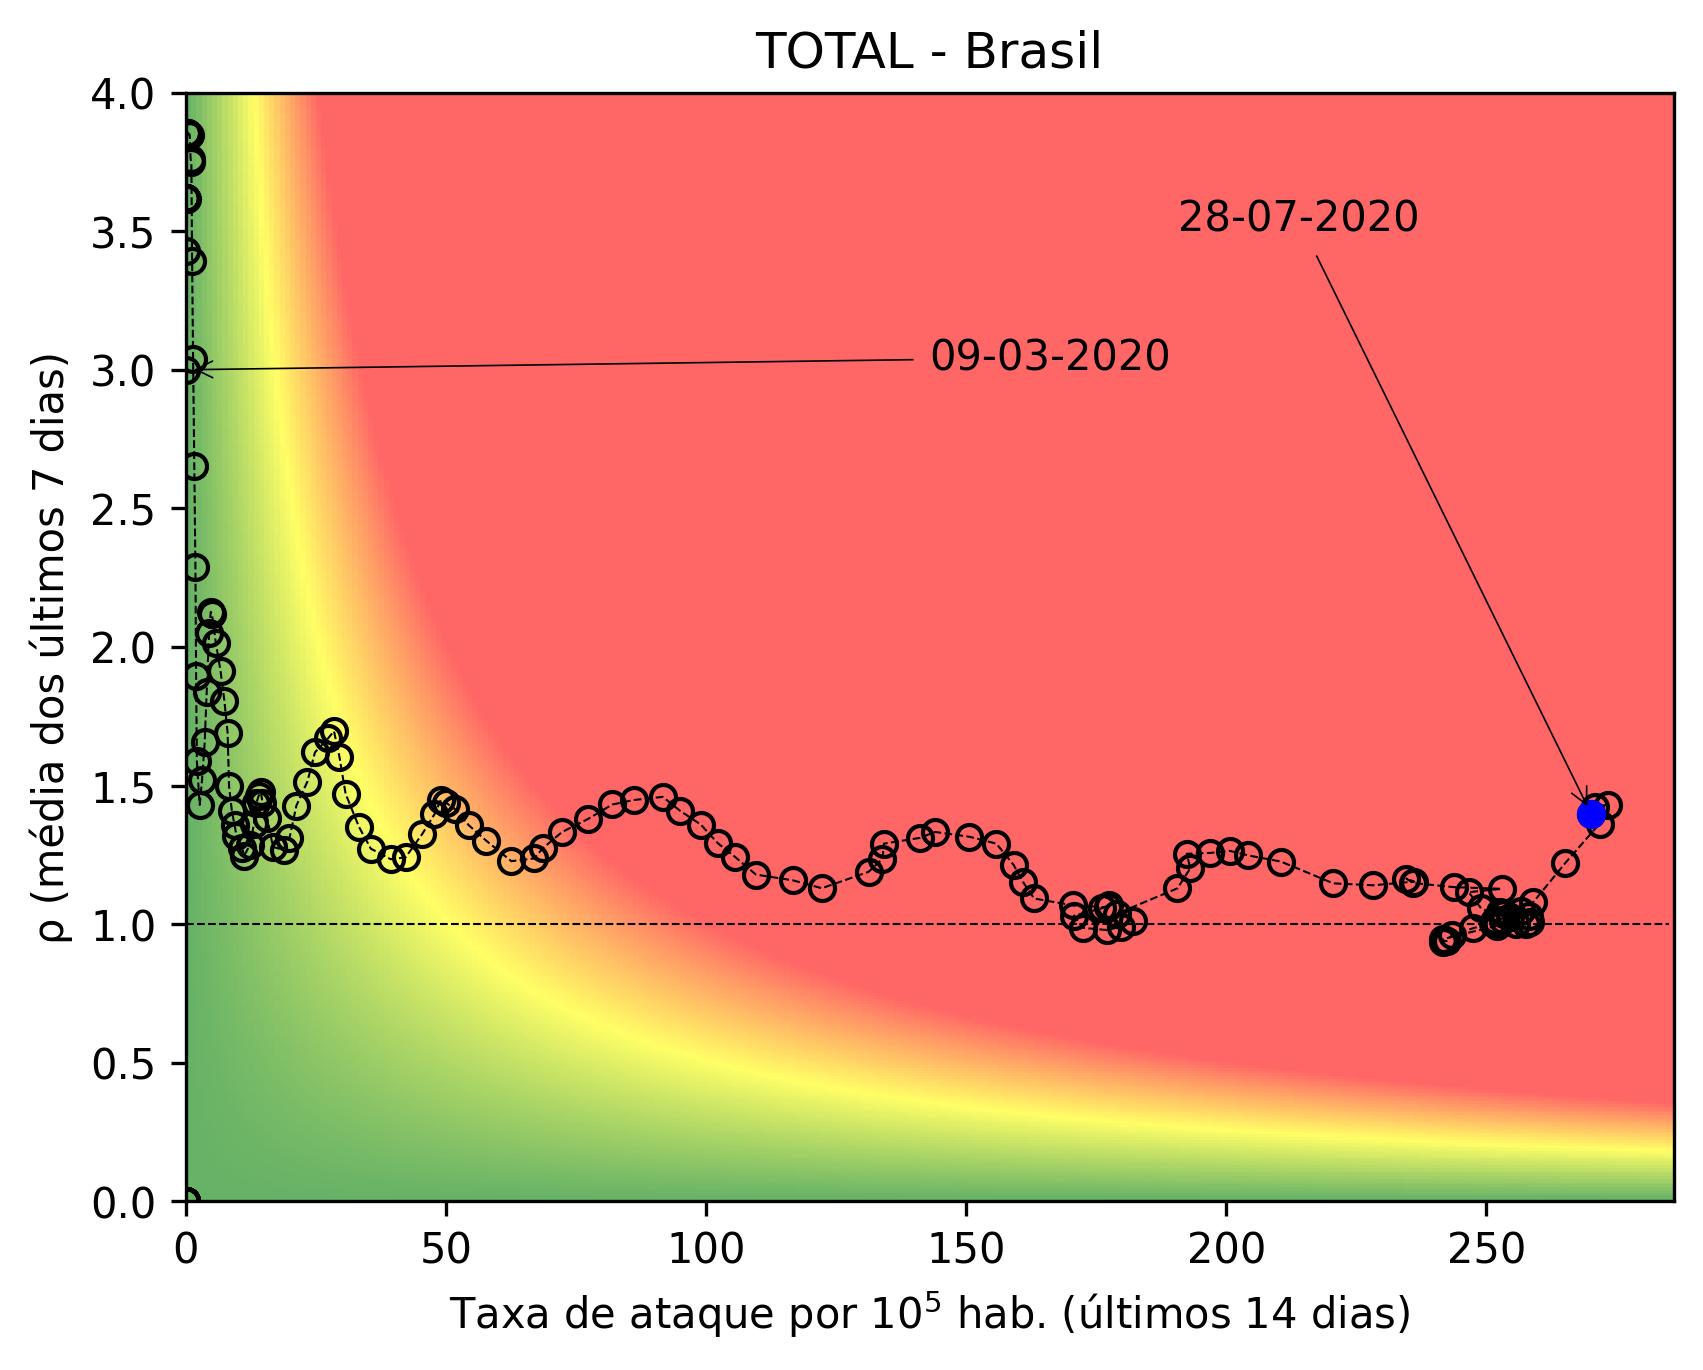 TOTAL - Brasil
4.0
3.5
3.0
2.5
2.0
1.5
1.0
0.5
0.0
ρ (média dos últimos 7 dias)
28-07-2020
09-03-2020
0 50 100 150 200 250
Taxa de ataque por 10⁵ hab. (últimos 14 dias)